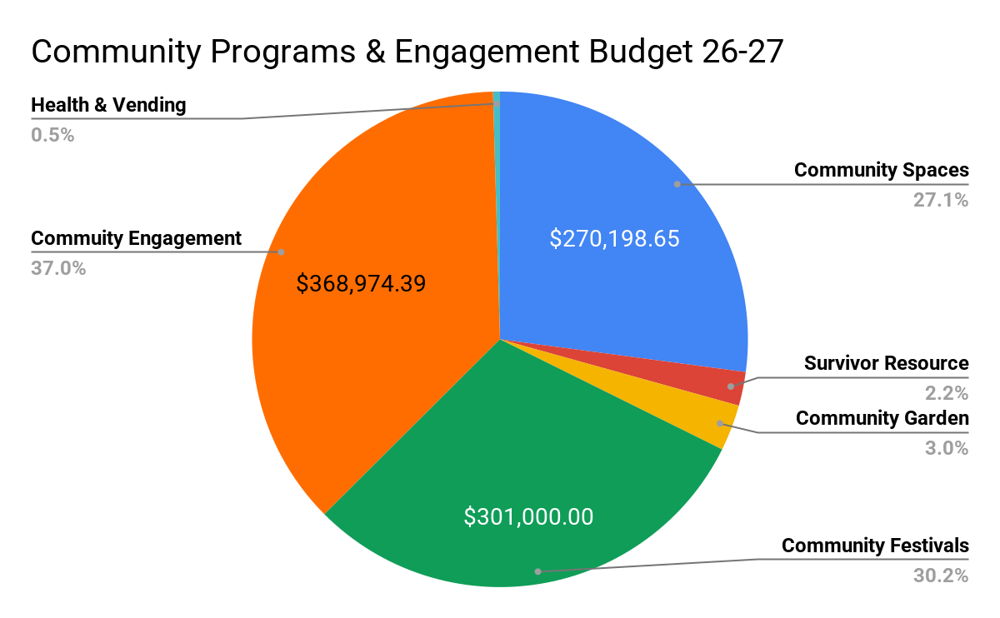 Community Programs & Engagement Budget 26-27
Health & Vending
0.5%
Commuity Engagement
37.0%
$368,974.39
$270,198.65
Community Spaces
27.1%
Survivor Resource
2.2%
Community Garden
3.0%
$301,000.00
Community Festivals
30.2%